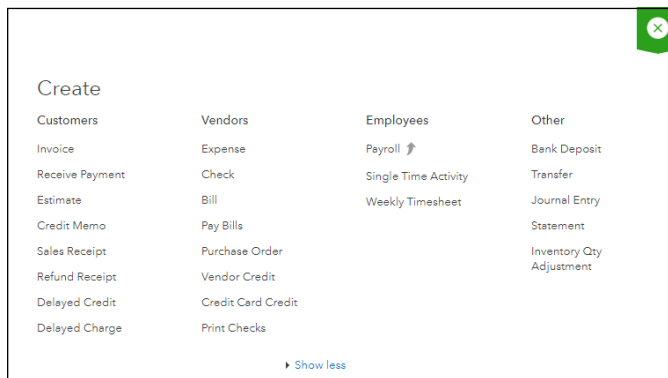 Create
Customers
Invoice
Receive Payment
Estimate
Credit Memo
Sales Receipt
Refund Receipt
Delayed Credit
Delayed Charge
Vendors
Expense
Check
Bill
Pay Bills
Purchase Order
Vendor Credit
Credit Card Credit
Print Checks
Employees
Payroll
Single Time Activity
Weekly Timesheet
Other
Bank Deposit
Transfer
Journal Entry
Statement
Inventory Qty
Adjustment
Show less